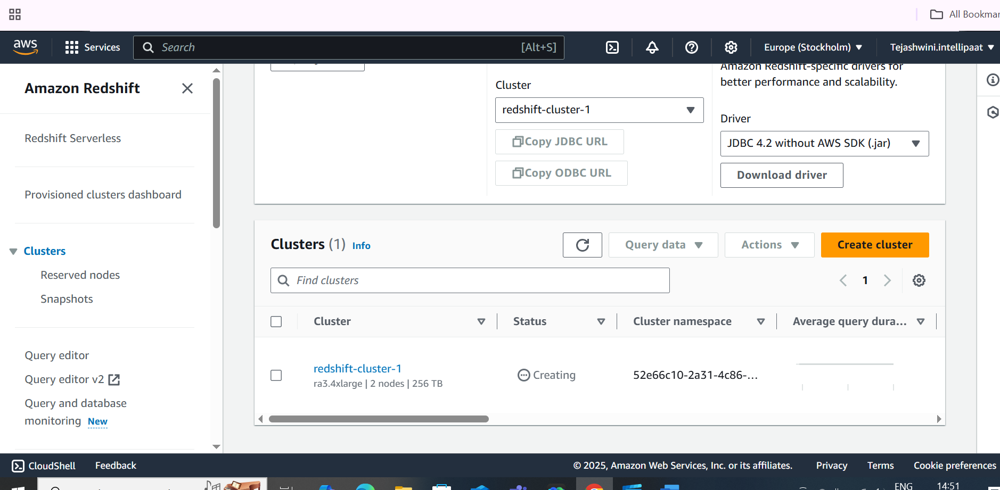 All Bookmar
aws
Services
Search
[Alt+S]
Europe (Stockholm)
Tejashwini.intellipaat
Amazon Redshift
Redshift Serverless
Provisioned clusters dashboard
Clusters
Reserved nodes
Snapshots
Query editor
Query editor v2
Query and database
monitoring New
Cluster
redshift-cluster-1
Copy JDBC URL
Copy ODBC URL
Amazon Redshift-specific drivers for
better performance and scalability.
Driver
JDBC 4.2 without AWS SDK (.jar)
Download driver
Clusters (1) Info
Query data
Actions
Create cluster
Find clusters
1
Cluster
Status
Cluster namespace
Average query dura...
redshift-cluster-1
ra3.4xlarge | 2 nodes | 256 TB
Creating
52e66c10-2a31-4c86-...
CloudShell
Feedback
© 2025, Amazon Web Services, Inc. or its affiliates.
Privacy
Terms
Cookie preferences
ENG
14:51